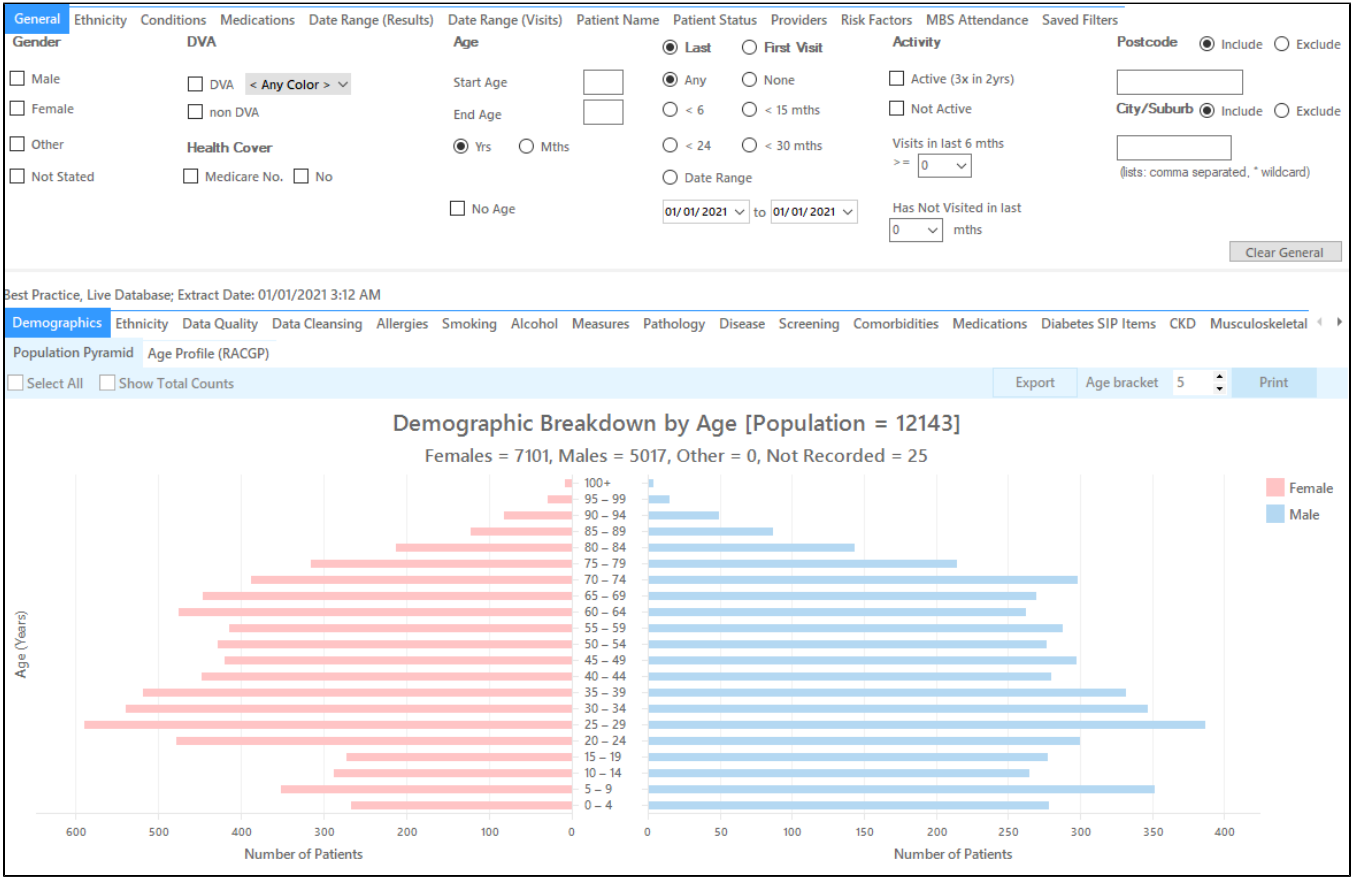 General Ethnicity Conditions Medications Date Range (Results) Date Range (Visits) Patient Name Patient Status Providers Risk Factors MBS Attendance Saved Filters
Gender DVA Age Last First Visit Activity Postcode Include Exclude
Male DVA < Any Color > Start Age Any None Active (3x in 2yrs)
Female non DVA End Age < 6 < 15 mths Not Active City/Suburb Include Exclude
Other Health Cover Yrs Mths < 24 < 30 mths Visits in last 6 mths
>= 0
Not Stated Medicare No. No Date Range (lists: comma separated, * wildcard)
No Age 01/01/2021 to 01/01/2021 Has Not Visited in last
0 mths
Clear General
Best Practice, Live Database; Extract Date: 01/01/2021 3:12 AM
Demographics Ethnicity Data Quality Data Cleansing Allergies Smoking Alcohol Measures Pathology Disease Screening Comorbidities Medications Diabetes SIP Items CKD Musculoskeletal
Population Pyramid Age Profile (RACGP)
Select All Show Total Counts Export Age bracket 5 Print
Demographic Breakdown by Age [Population = 12143]
Females = 7101, Males = 5017, Other = 0, Not Recorded = 25
100+
95 – 99
90 – 94
85 – 89
80 – 84
75 – 79
70 – 74
65 – 69
60 – 64
55 – 59
50 – 54
45 – 49
40 – 44
35 – 39
30 – 34
25 – 29
20 – 24
15 – 19
10 – 14
5 – 9
0 – 4
Female
Male
Age (Years)
600 500 400 300 200 100 0 0 50 100 150 200 250 300 350 400
Number of Patients Number of Patients